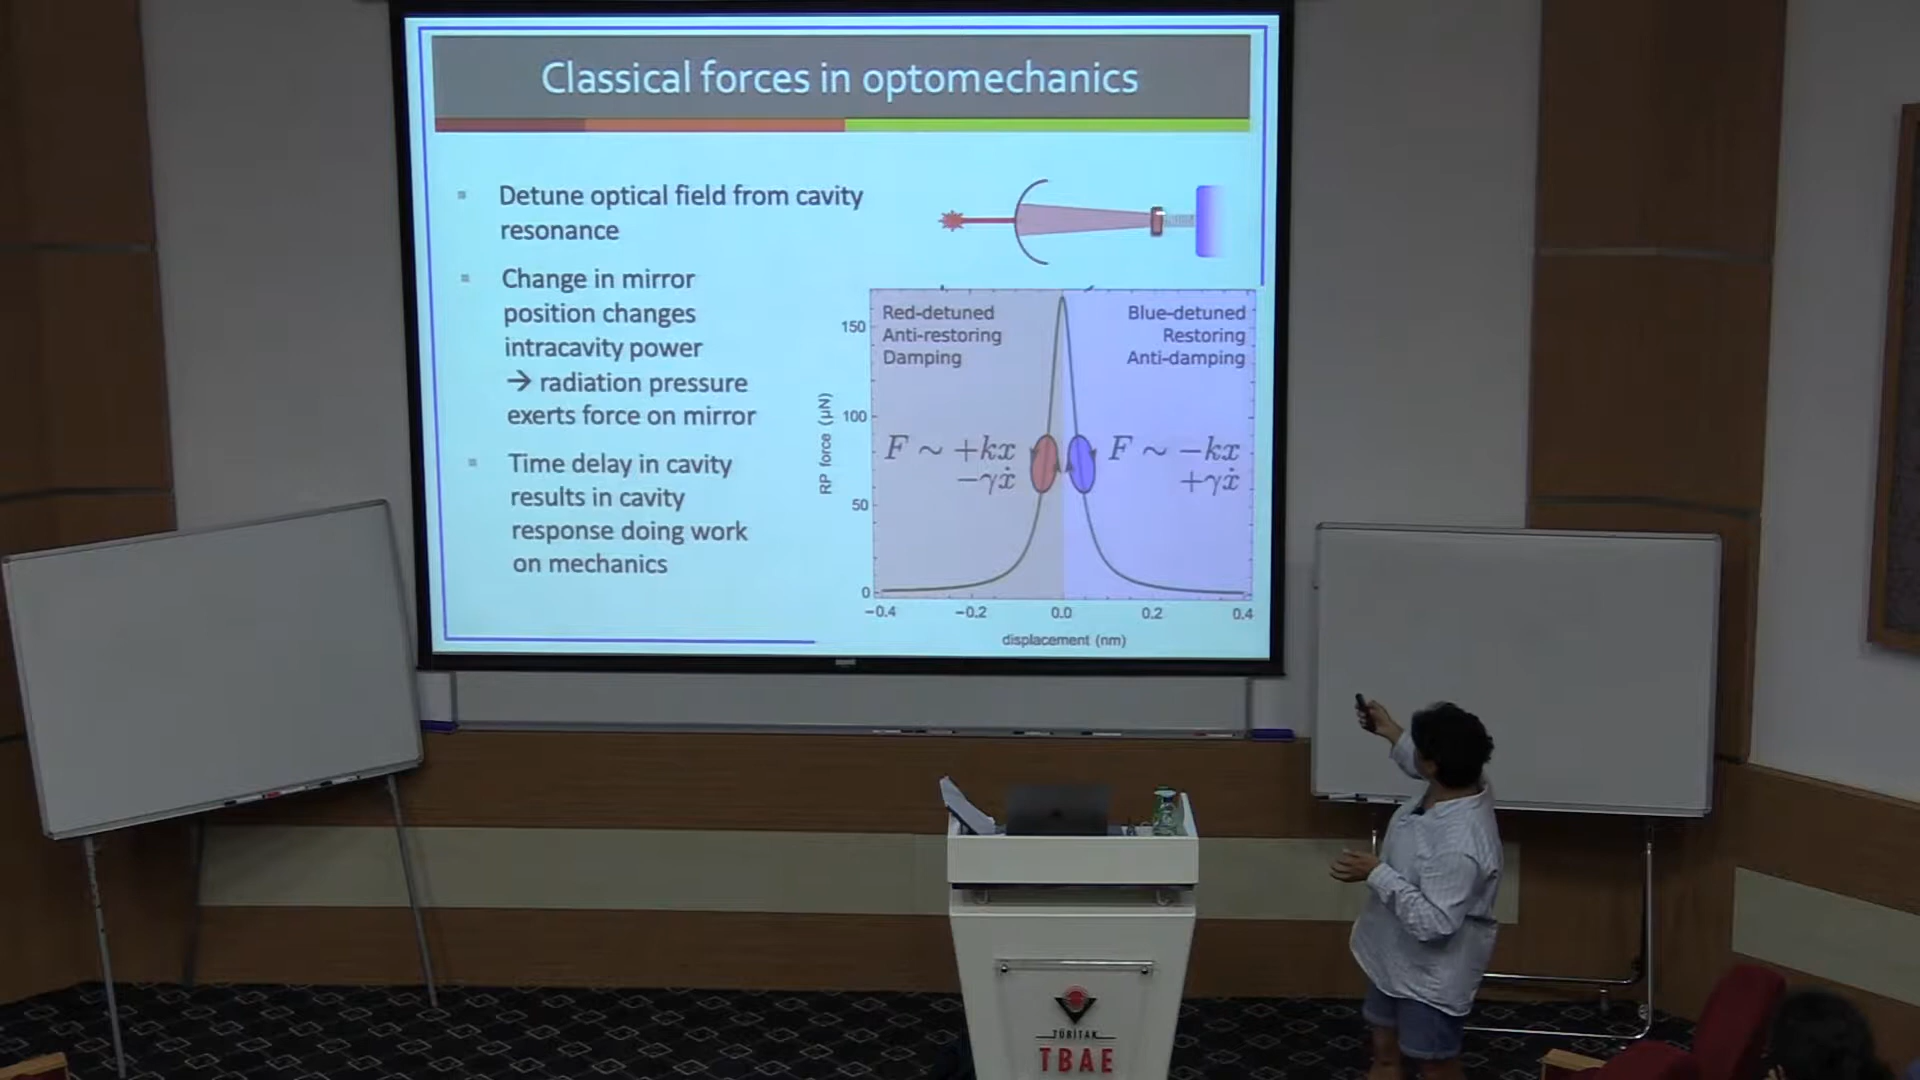 Classical forces in optomechanics
Detune optical field from cavity
resonance
Change in mirror
position changes
intracavity power
→ radiation pressure
exerts force on mirror
Time delay in cavity
results in cavity
response doing work
on mechanics
Red-detuned
Anti-restoring
Damping
Blue-detuned
Restoring
Anti-damping
F ∼ +kx
−γẋ
F ∼ −kx
+γẋ
RP force (μN)
150
100
50
0
−0.4 −0.2 0.0 0.2 0.4
displacement (nm)
TÜBİTAK
TBAE